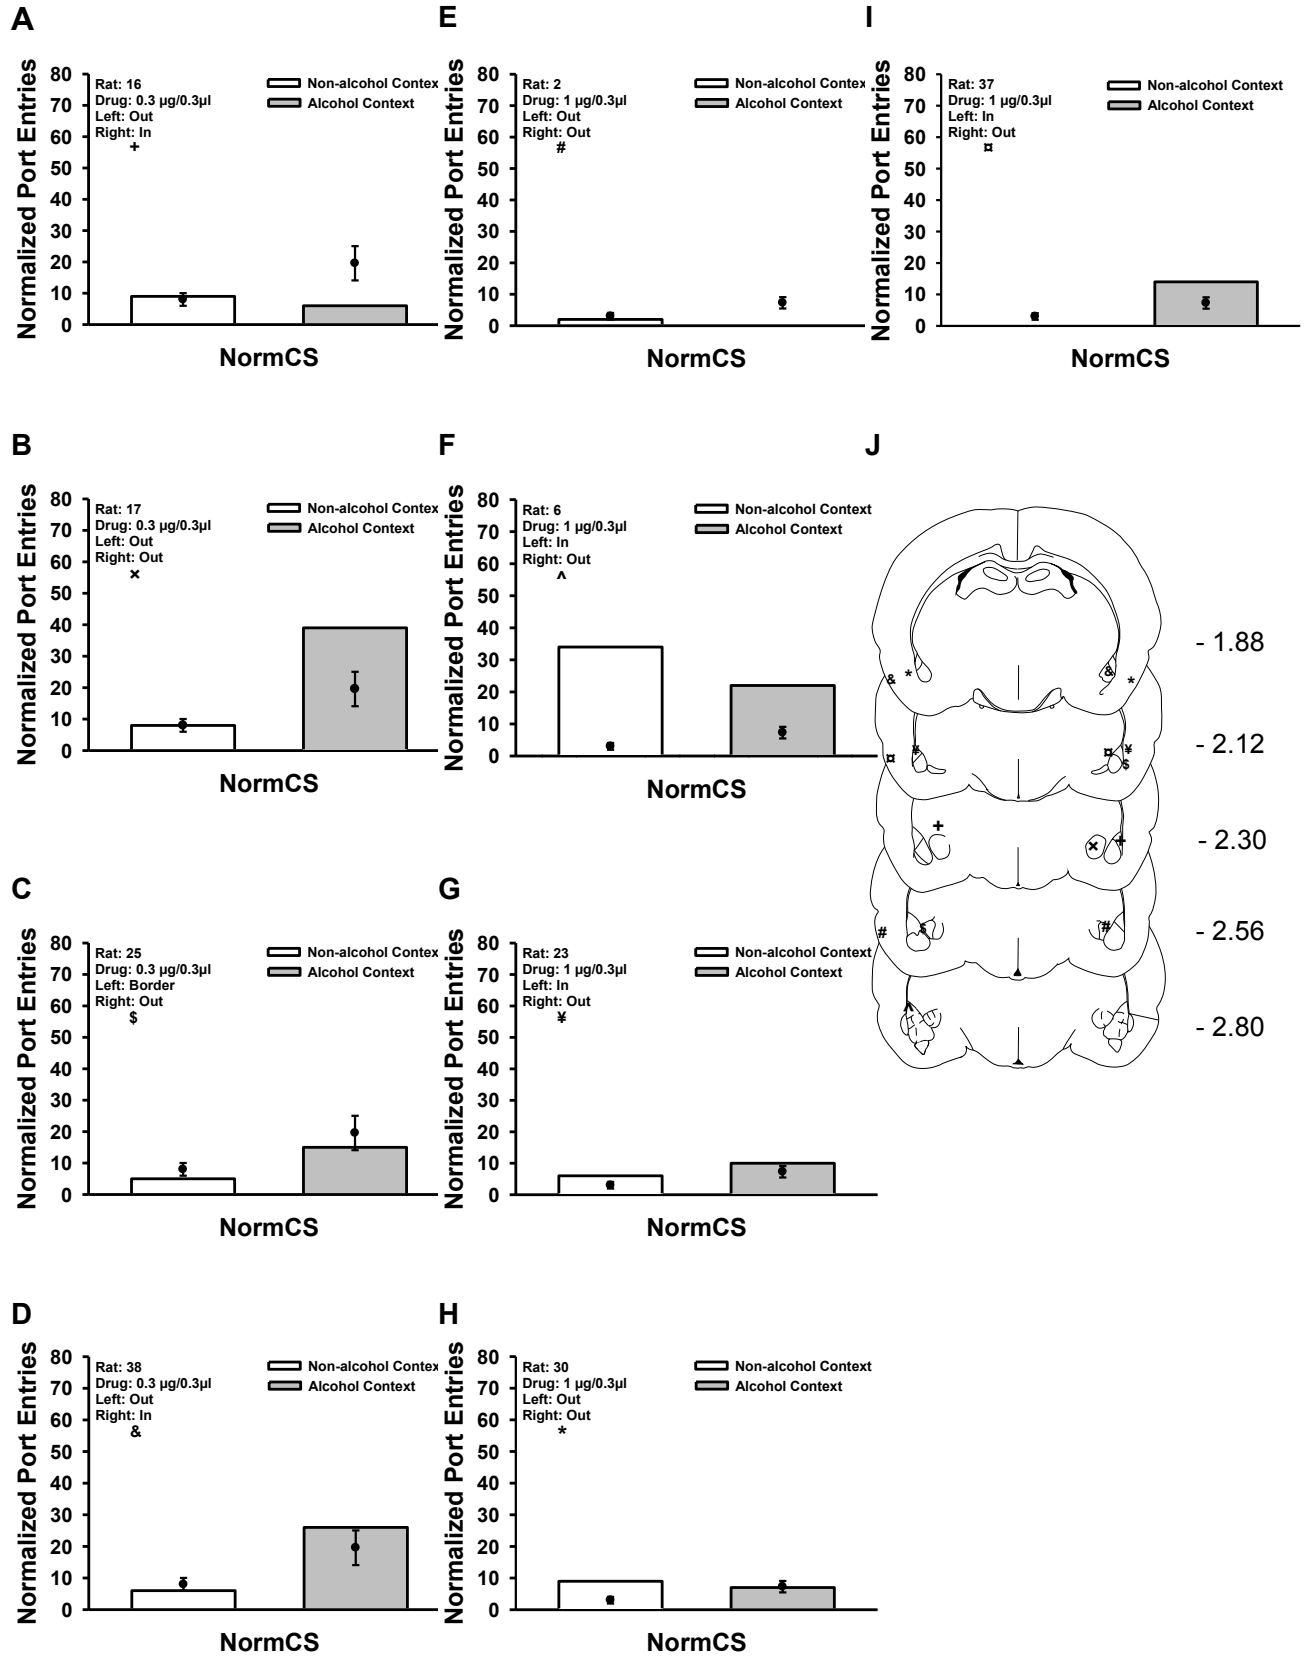 A
Normalized Port Entries
80
70
60
50
40
30
20
10
0
Rat: 16
Drug: 0.3 µg/0.3µl
Left: Out
Right: In
+
Non-alcohol Contex
Alcohol Context
NormCS
B
Normalized Port Entries
80
70
60
50
40
30
20
10
0
Rat: 17
Drug: 0.3 µg/0.3µl
Left: Out
Right: Out
×
Non-alcohol Contex
Alcohol Context
NormCS
C
Normalized Port Entries
80
70
60
50
40
30
20
10
0
Rat: 25
Drug: 0.3 µg/0.3µl
Left: Border
Right: Out
$
Non-alcohol Contex
Alcohol Context
NormCS
D
Normalized Port Entries
80
70
60
50
40
30
20
10
0
Rat: 38
Drug: 0.3 µg/0.3µl
Left: Out
Right: In
&
Non-alcohol Contex
Alcohol Context
NormCS
E
Normalized Port Entries
80
70
60
50
40
30
20
10
0
Rat: 2
Drug: 1 µg/0.3µl
Left: Out
Right: Out
#
Non-alcohol Contex
Alcohol Context
NormCS
F
Normalized Port Entries
80
70
60
50
40
30
20
10
0
Rat: 6
Drug: 1 µg/0.3µl
Left: In
Right: Out
^
Non-alcohol Context
Alcohol Context
NormCS
G
Normalized Port Entries
80
70
60
50
40
30
20
10
0
Rat: 23
Drug: 1 µg/0.3µl
Left: In
Right: Out
¥
Non-alcohol Context
Alcohol Context
NormCS
H
Normalized Port Entries
80
70
60
50
40
30
20
10
0
Rat: 30
Drug: 1 µg/0.3µl
Left: Out
Right: Out
*
Non-alcohol Context
Alcohol Context
NormCS
I
Normalized Port Entries
80
70
60
50
40
30
20
10
0
Rat: 37
Drug: 1 µg/0.3µl
Left: In
Right: Out
¤
Non-alcohol Context
Alcohol Context
NormCS
J
& * & *
- 1.88
¤ ¥ ¤ ¥
$
- 2.12
+ × +
- 2.30
# $ #
- 2.56
^
- 2.80